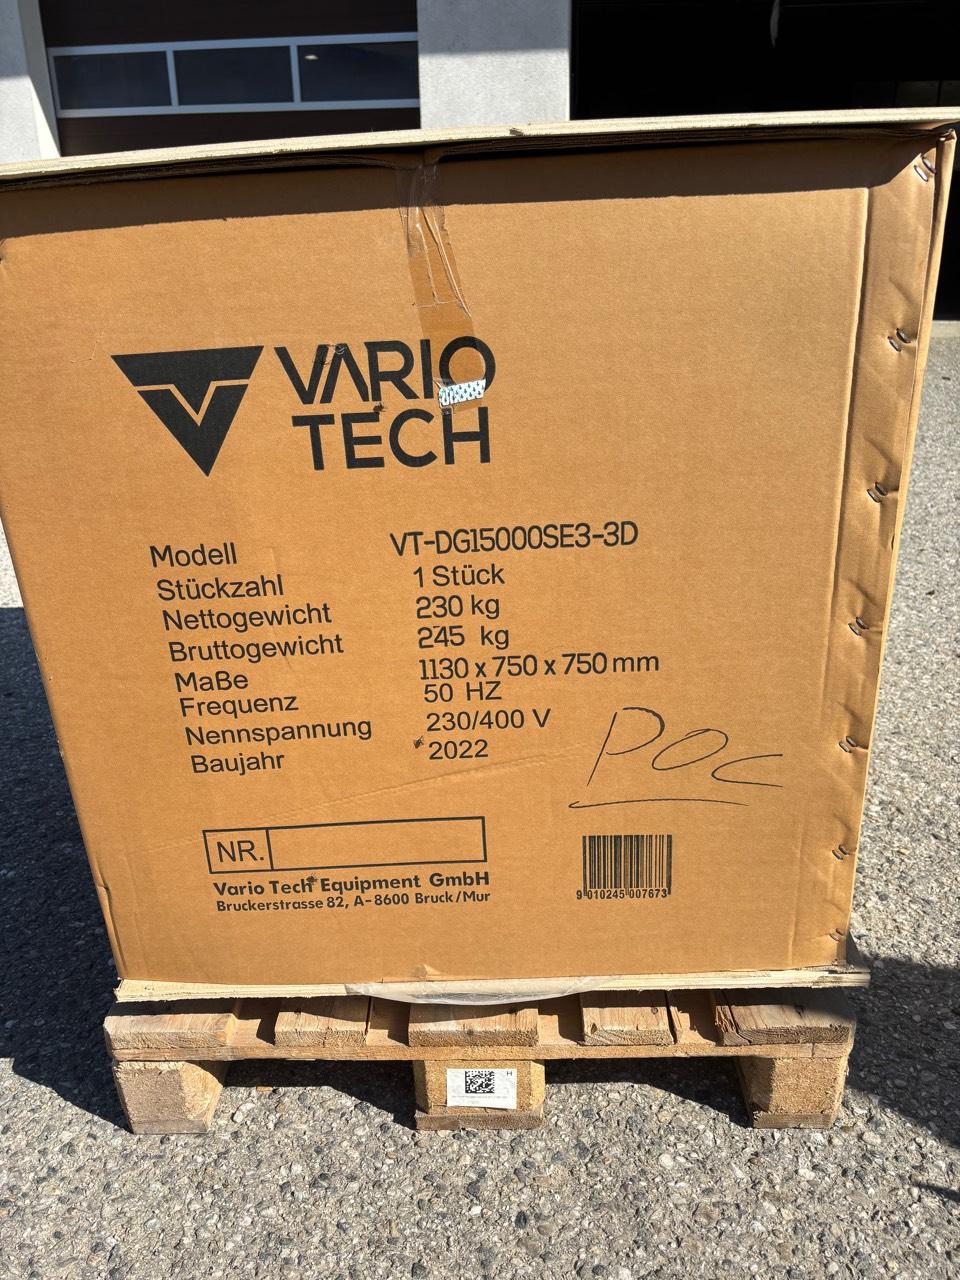 VARIO
TECH
Modell VT-DG15000SE3-3D
Stückzahl 1 Stück
Nettogewicht 230 kg
Bruttogewicht 245 kg
Maße 1130 x 750 x 750 mm
Frequenz 50 HZ
Nennspannung 230/400 V
Baujahr 2022
POC
NR.
Vario Tech Equipment GmbH
Bruckerstrasse 82, A-8600 Bruck/Mur
9 010245 007673
H